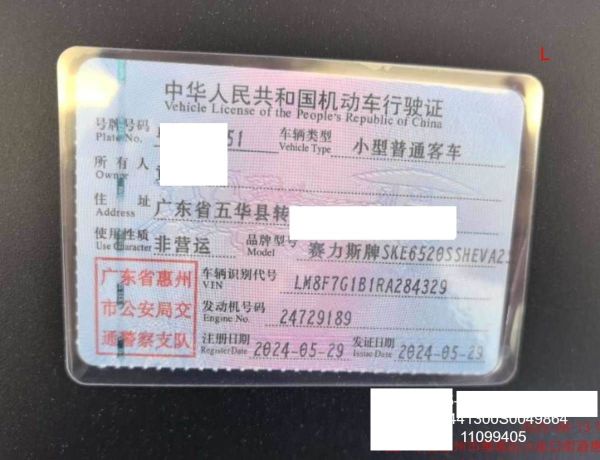 L
中华人民共和国机动车行驶证
Vehicle License of the People's Republic of China
号牌号码 51 车辆类型 小型普通客车
Plate No. Vehicle Type
所有人
Owner
住址 广东省五华县转
Address
使用性质 非营运 品牌型号 赛力斯牌SKE6520SSHEVA2
Use Character Model
广东省惠州 车辆识别代号 LM8F7G1B1RA284329
VIN
市公安局交 发动机号码 24729189
Engine No.
通警察支队 注册日期 2024-05-29 发证日期 2024-05-29
Register Date Issue Date
441300S0049864
11099405